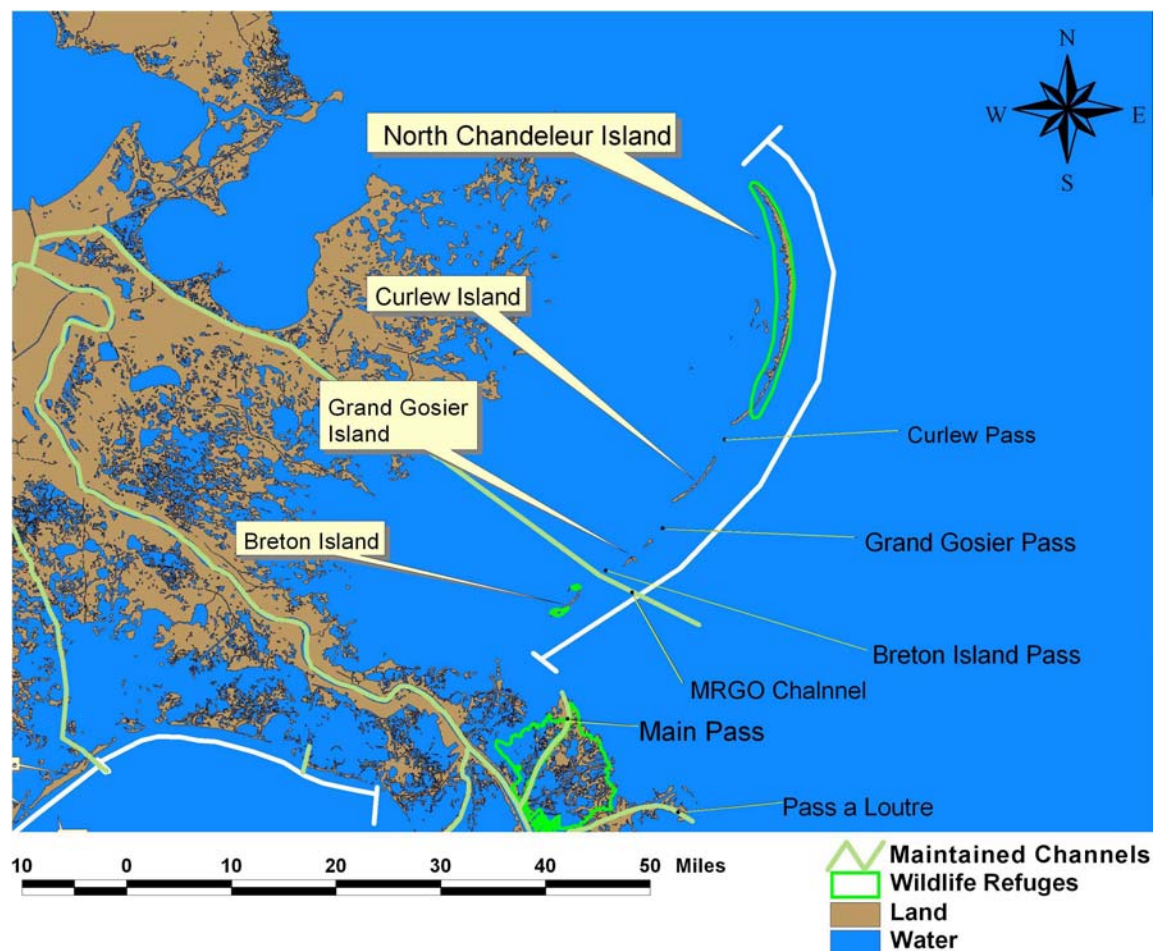 N
W E
S
North Chandeleur Island
Curlew Island
Grand Gosier
Island
Curlew Pass
Breton Island
Grand Gosier Pass
Breton Island Pass
MRGO Chalnnel
Main Pass
Pass a Loutre
10 0 10 20 30 40 50 Miles
Maintained Channels
Wildlife Refuges
Land
Water